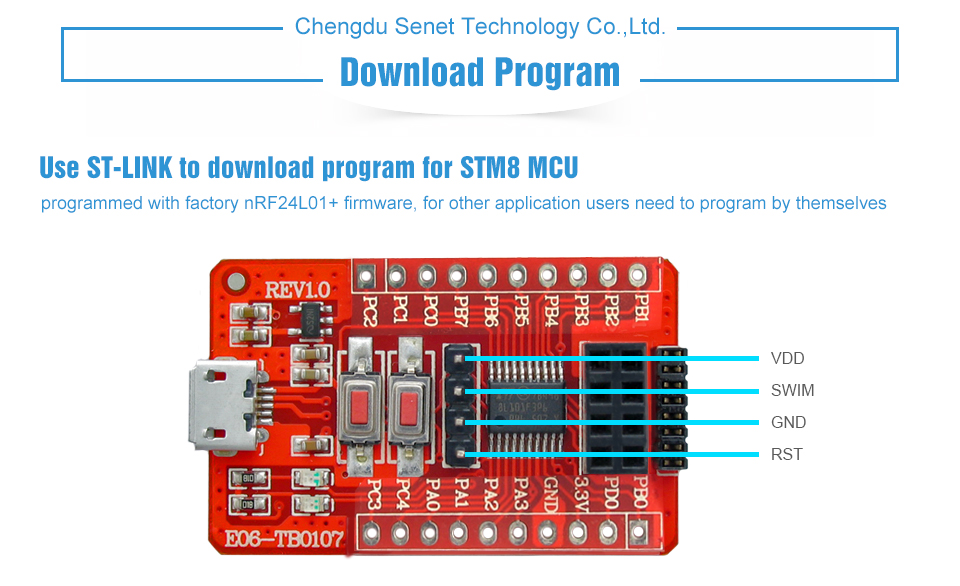 Chengdu Senet Technology Co.,Ltd.
Download Program
Use ST-LINK to download program for STM8 MCU
programmed with factory nRF24L01+ firmware, for other application users need to program by themselves
REV1.0
PC2 PC1 PC0 PB7 PB6 PB5 PB4 PB3 PB2 PB1
VDD
SWIM
GND
RST
PC3 PC4 PA0 PA1 PA2 PA3 GND 3.3V PD0 PB0
E06-TB0107